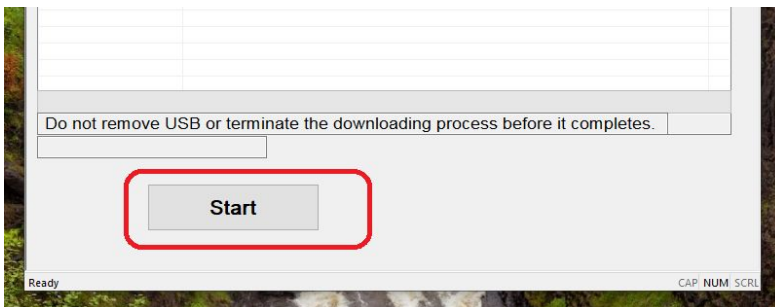 Do not remove USB or terminate the downloading process before it completes.
Start
Ready CAP NUM SCRL